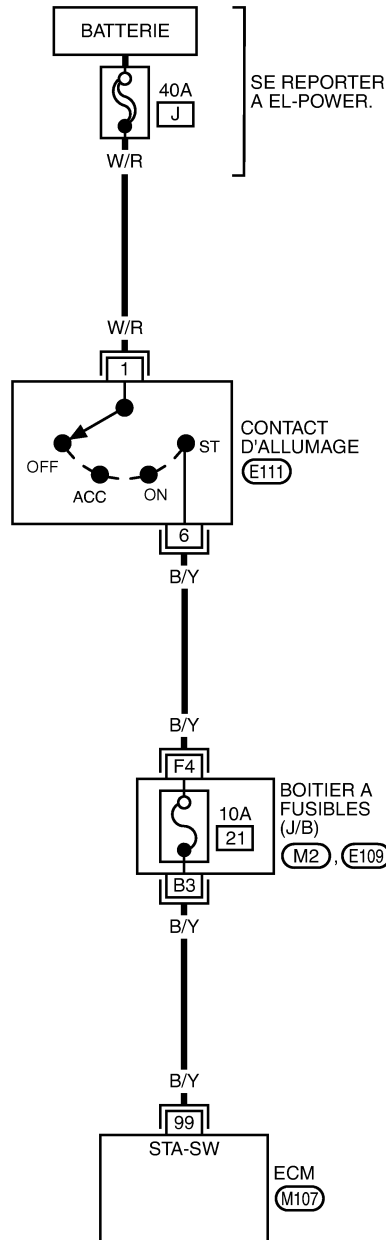 BATTERIE
40A
J
SE REPORTER
A EL-POWER.
W/R
W/R
1
OFF
ACC
ON
ST
CONTACT
D'ALLUMAGE
E111
6
B/Y
B/Y
F4
10A
21
BOITIER A
FUSIBLES
(J/B)
M2 , E109
B3
B/Y
B/Y
99
STA-SW
ECM
M107